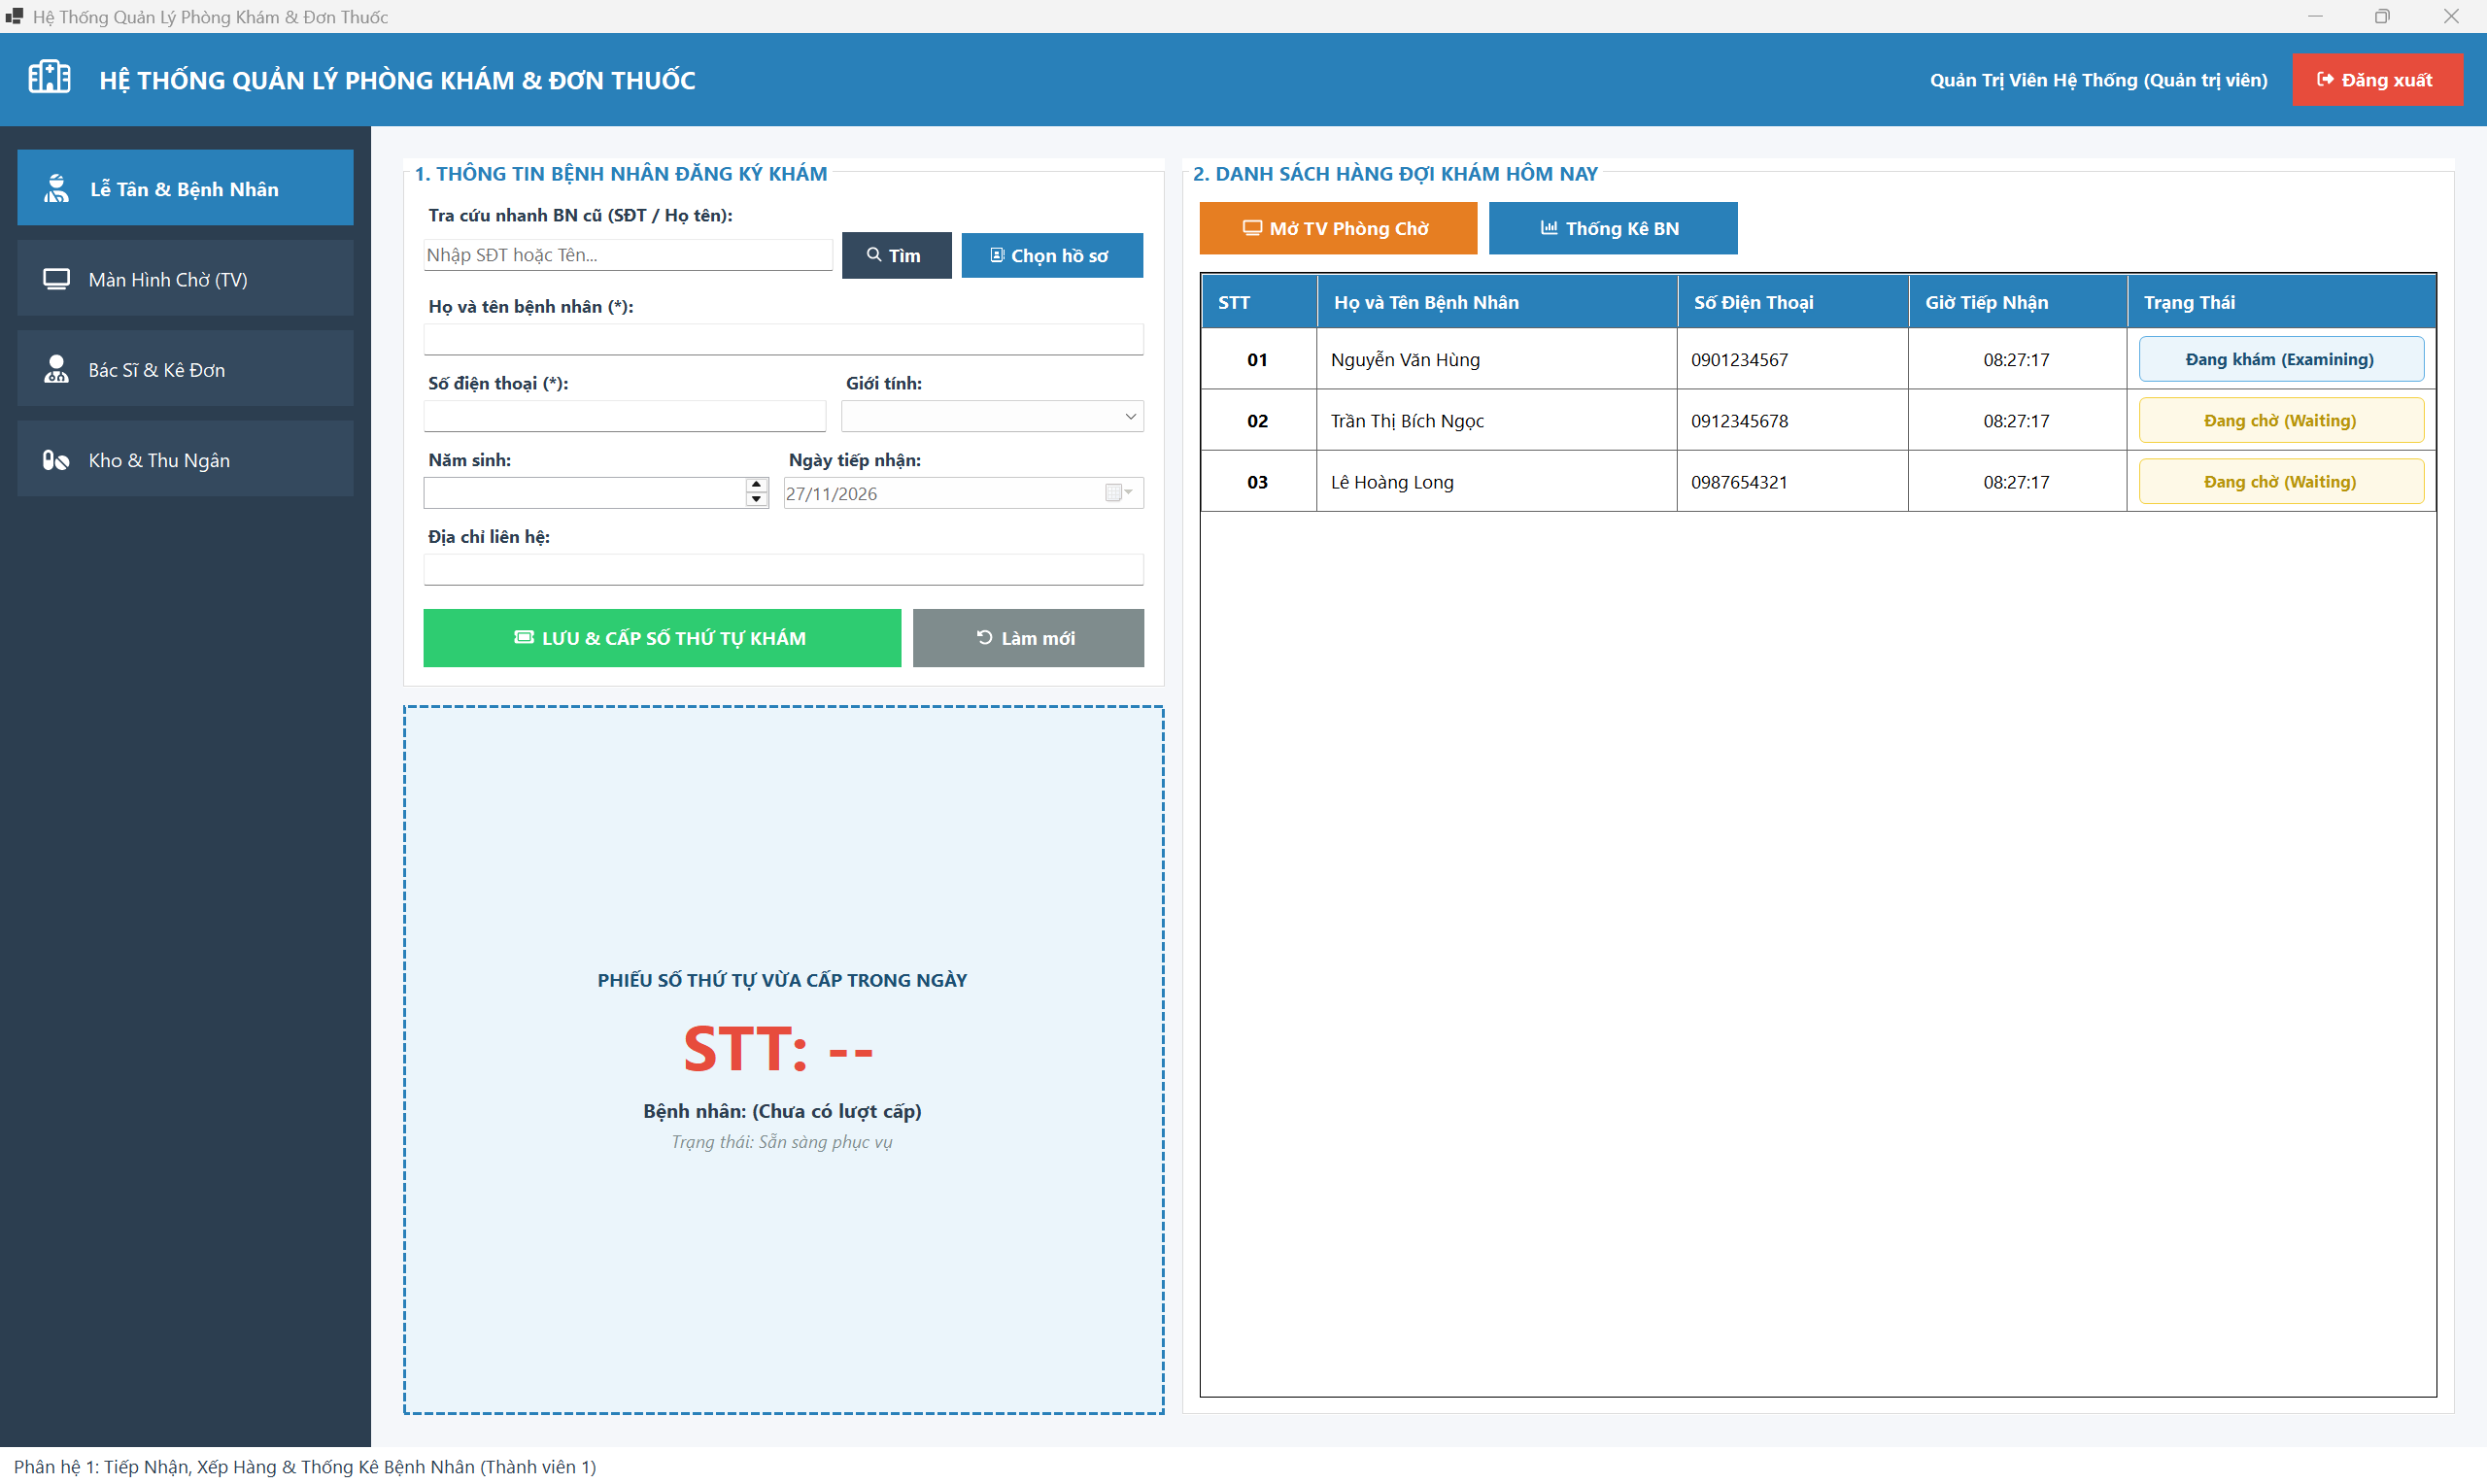 Hệ Thống Quản Lý Phòng Khám & Đơn Thuốc
HỆ THỐNG QUẢN LÝ PHÒNG KHÁM & ĐƠN THUỐC
Quản Trị Viên Hệ Thống (Quản trị viên)
Đăng xuất
Lễ Tân & Bệnh Nhân
Màn Hình Chờ (TV)
Bác Sĩ & Kê Đơn
Kho & Thu Ngân
1. THÔNG TIN BỆNH NHÂN ĐĂNG KÝ KHÁM
Tra cứu nhanh BN cũ (SĐT / Họ tên):
Nhập SĐT hoặc Tên...
Tìm
Chọn hồ sơ
Họ và tên bệnh nhân (*):
Số điện thoại (*):
Giới tính:
Năm sinh:
Ngày tiếp nhận:
27/11/2026
Địa chỉ liên hệ:
LƯU & CẤP SỐ THỨ TỰ KHÁM
Làm mới
PHIẾU SỐ THỨ TỰ VỪA CẤP TRONG NGÀY
STT: --
Bệnh nhân: (Chưa có lượt cấp)
Trạng thái: Sẵn sàng phục vụ
2. DANH SÁCH HÀNG ĐỢI KHÁM HÔM NAY
Mở TV Phòng Chờ
Thống Kê BN
STT Họ và Tên Bệnh Nhân Số Điện Thoại Giờ Tiếp Nhận Trạng Thái
01 Nguyễn Văn Hùng 0901234567 08:27:17 Đang khám (Examining)
02 Trần Thị Bích Ngọc 0912345678 08:27:17 Đang chờ (Waiting)
03 Lê Hoàng Long 0987654321 08:27:17 Đang chờ (Waiting)
Phân hệ 1: Tiếp Nhận, Xếp Hàng & Thống Kê Bệnh Nhân (Thành viên 1)